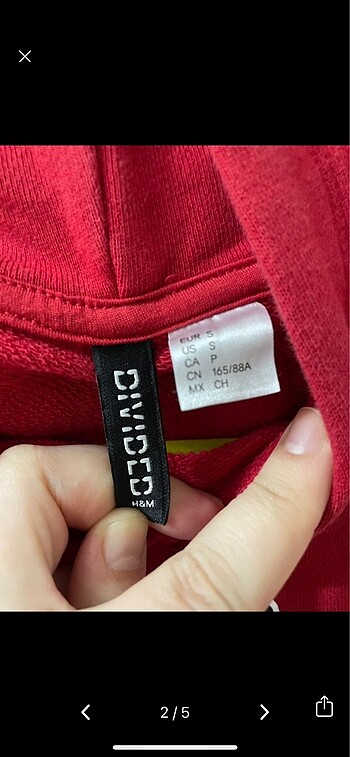 EUR S
US S
CA P
CN 165/88A
MX CH
DIVIDED
H&M
2/5